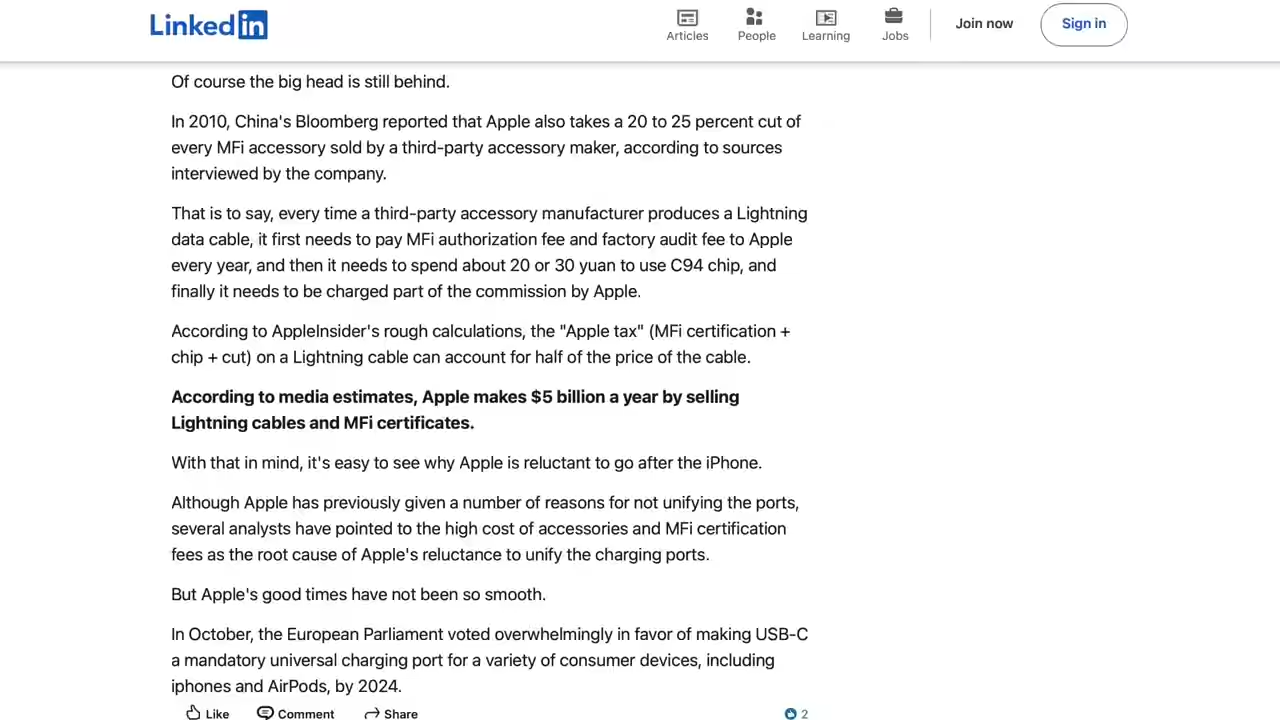 Linked in
Articles
People
Learning
Jobs
Join now
Sign in
Of course the big head is still behind.
In 2010, China's Bloomberg reported that Apple also takes a 20 to 25 percent cut of
every MFi accessory sold by a third-party accessory maker, according to sources
interviewed by the company.
That is to say, every time a third-party accessory manufacturer produces a Lightning
data cable, it first needs to pay MFi authorization fee and factory audit fee to Apple
every year, and then it needs to spend about 20 or 30 yuan to use C94 chip, and
finally it needs to be charged part of the commission by Apple.
According to AppleInsider's rough calculations, the "Apple tax" (MFi certification +
chip + cut) on a Lightning cable can account for half of the price of the cable.
According to media estimates, Apple makes $5 billion a year by selling
Lightning cables and MFi certificates.
With that in mind, it's easy to see why Apple is reluctant to go after the iPhone.
Although Apple has previously given a number of reasons for not unifying the ports,
several analysts have pointed to the high cost of accessories and MFi certification
fees as the root cause of Apple's reluctance to unify the charging ports.
But Apple's good times have not been so smooth.
In October, the European Parliament voted overwhelmingly in favor of making USB-C
a mandatory universal charging port for a variety of consumer devices, including
iphones and AirPods, by 2024.
Like
Comment
Share
2